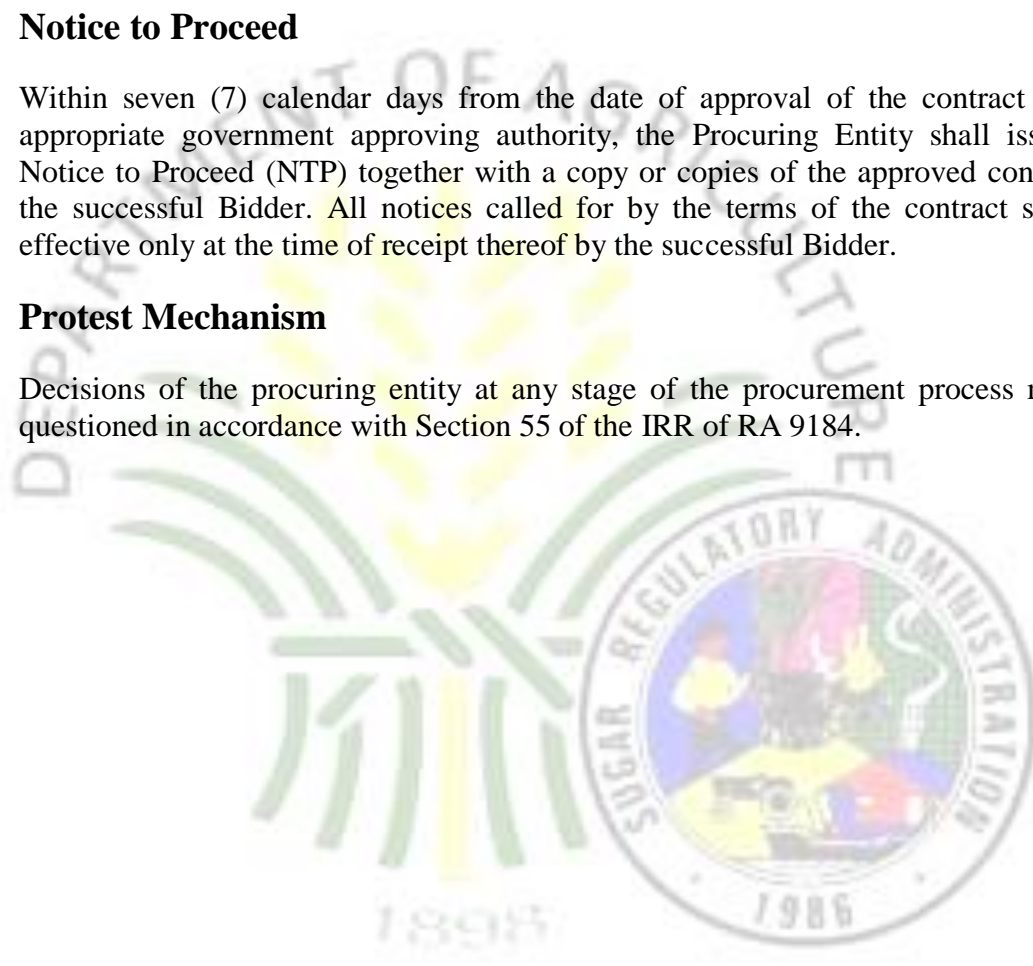 Notice to Proceed
Within seven (7) calendar days from the date of approval of the contract
appropriate government approving authority, the Procuring Entity shall iss
Notice to Proceed (NTP) together with a copy or copies of the approved con
the successful Bidder. All notices called for by the terms of the contract s
effective only at the time of receipt thereof by the successful Bidder.
Protest Mechanism
Decisions of the procuring entity at any stage of the procurement process
questioned in accordance with Section 55 of the IRR of RA 9184.
DEPARTMENT OF AGRICULTURE
1898
SUGAR REGULATORY ADMINISTRATION
1986